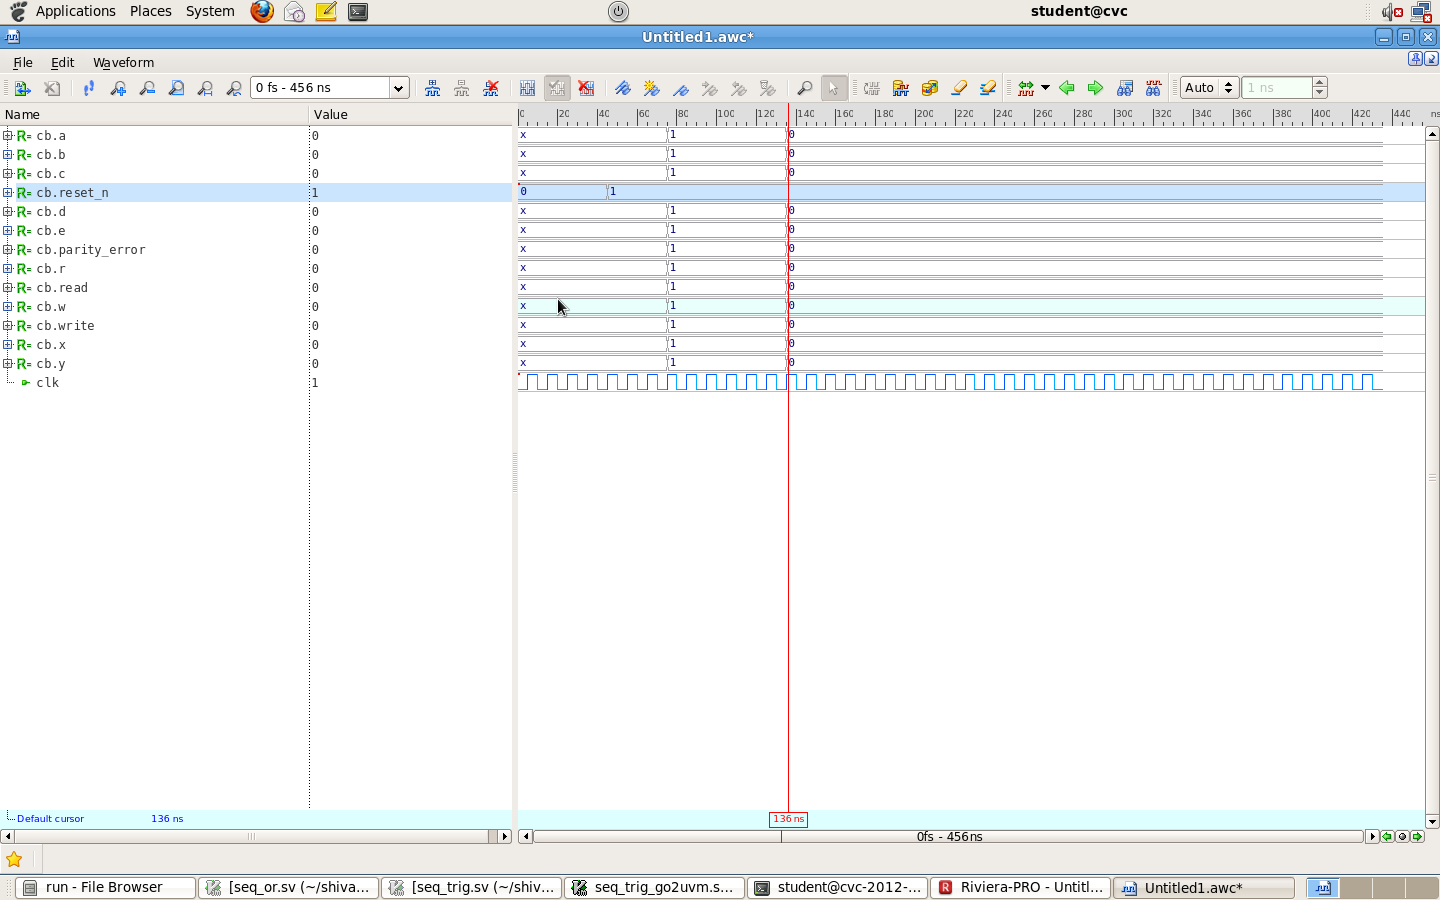 Applications Places System student@cvc
Untitled1.awc*
File Edit Waveform
0 fs - 456 ns Auto 1 ns
Name Value 0 20 40 60 80 100 120 140 160 180 200 220 240 260 280 300 320 340 360 380 400 420 440 ns
cb.a 0 x 1 0
cb.b 0 x 1 0
cb.c 0 x 1 0
cb.reset_n 1 0 1
cb.d 0 x 1 0
cb.e 0 x 1 0
cb.parity_error 0 x 1 0
cb.r 0 x 1 0
cb.read 0 x 1 0
cb.w 0 x 1 0
cb.write 0 x 1 0
cb.x 0 x 1 0
cb.y 0 x 1 0
clk 1
Default cursor 136 ns 136 ns
0fs - 456ns
run - File Browser [seq_or.sv (~/shiva... [seq_trig.sv (~/shiv... seq_trig_go2uvm.s... student@cvc-2012-... Riviera-PRO - Untitl... Untitled1.awc*